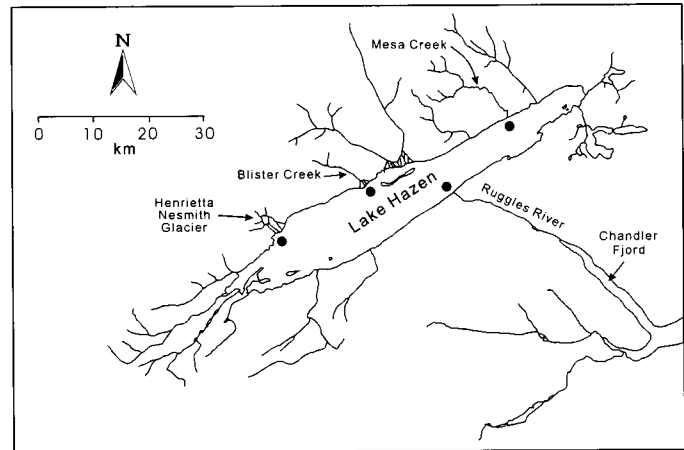 N
0 10 20 30
km
Mesa Creek
Blister Creek
Henrietta
Nesmith
Glacier
Lake Hazen
Ruggles River
Chandler
Fjord